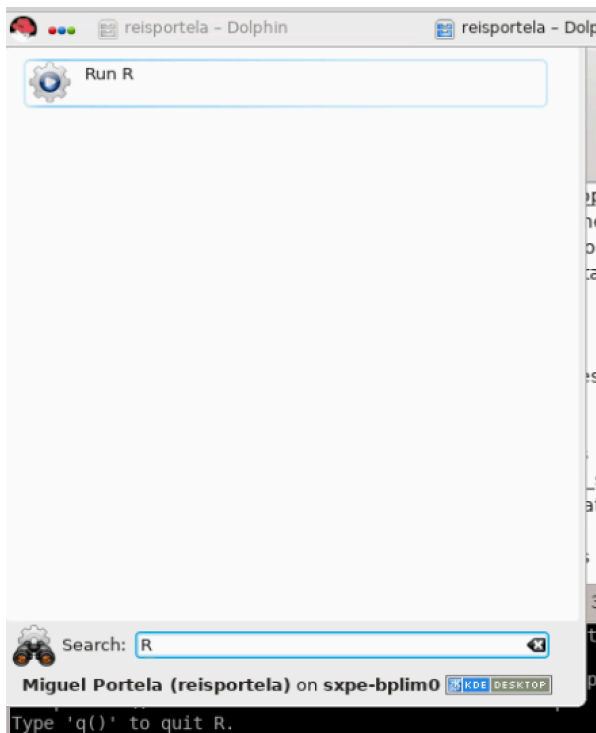 reisportela – Dolphin
reisportela – Dolp
Run R
Search: R
Miguel Portela (reisportela) on sxpe-bplim0 KDE DESKTOP
Type 'q()' to quit R.